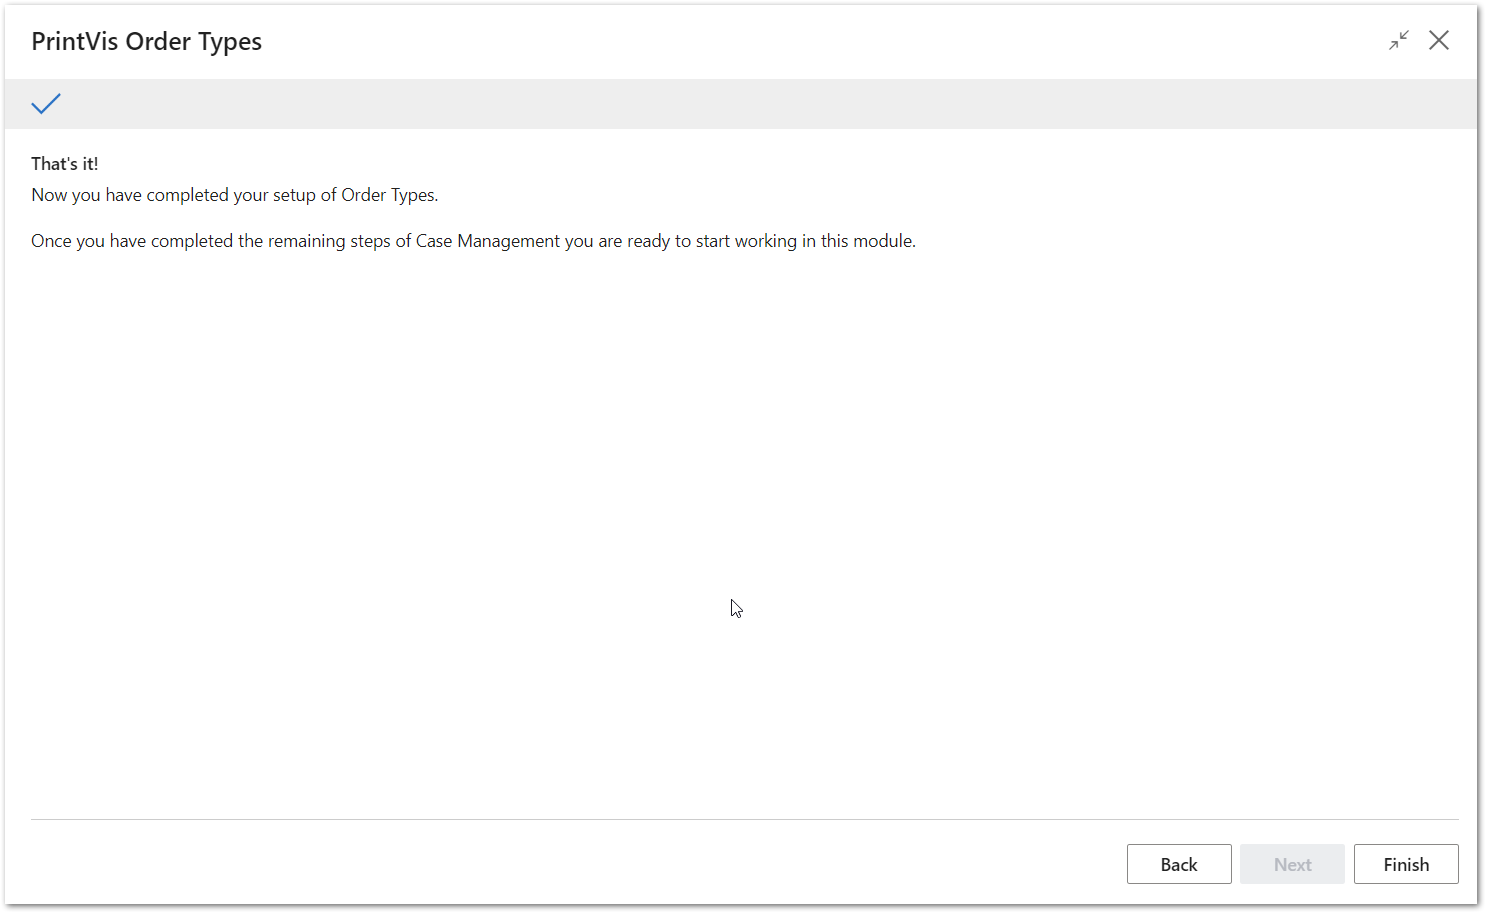 PrintVis Order Types
That's it!
Now you have completed your setup of Order Types.
Once you have completed the remaining steps of Case Management you are ready to start working in this module.
Back
Next
Finish